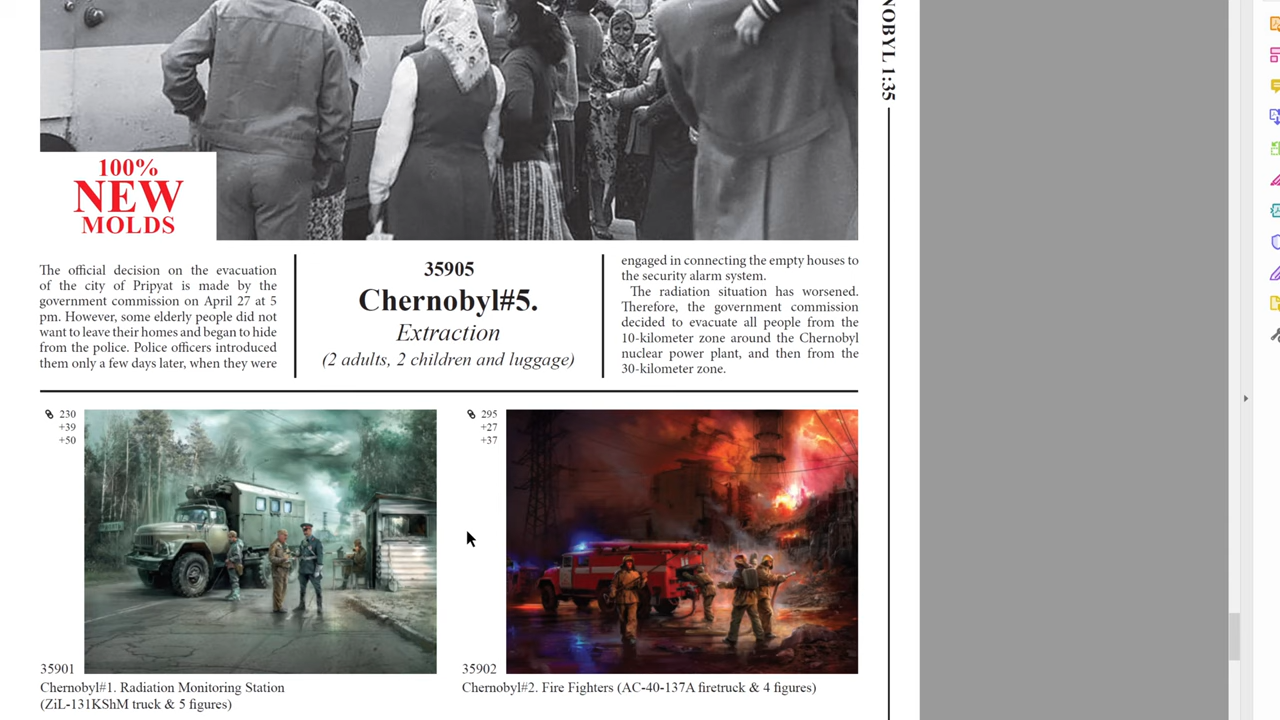 NOBYL 1:35
100%
NEW
MOLDS
The official decision on the evacuation
of the city of Pripyat is made by the
government commission on April 27 at 5
pm. However, some elderly people did not
want to leave their homes and began to hide
from the police. Police officers introduced
them only a few days later, when they were
35905
Chernobyl#5.
Extraction
(2 adults, 2 children and luggage)
engaged in connecting the empty houses to
the security alarm system.
The radiation situation has worsened.
Therefore, the government commission
decided to evacuate all people from the
10-kilometer zone around the Chernobyl
nuclear power plant, and then from the
30-kilometer zone.
230
+39
+50
35901
Chernobyl#1. Radiation Monitoring Station
(ZiL-131KShM truck & 5 figures)
295
+27
+37
35902
Chernobyl#2. Fire Fighters (AC-40-137A firetruck & 4 figures)